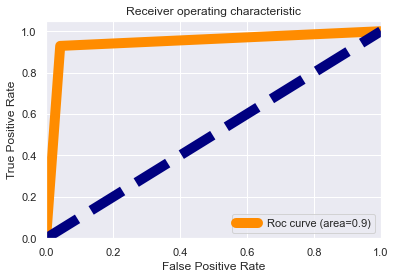 Receiver operating characteristic
True Positive Rate
1.0
0.8
0.6
0.4
0.2
0.0
Roc curve (area=0.9)
0.0 0.2 0.4 0.6 0.8 1.0
False Positive Rate